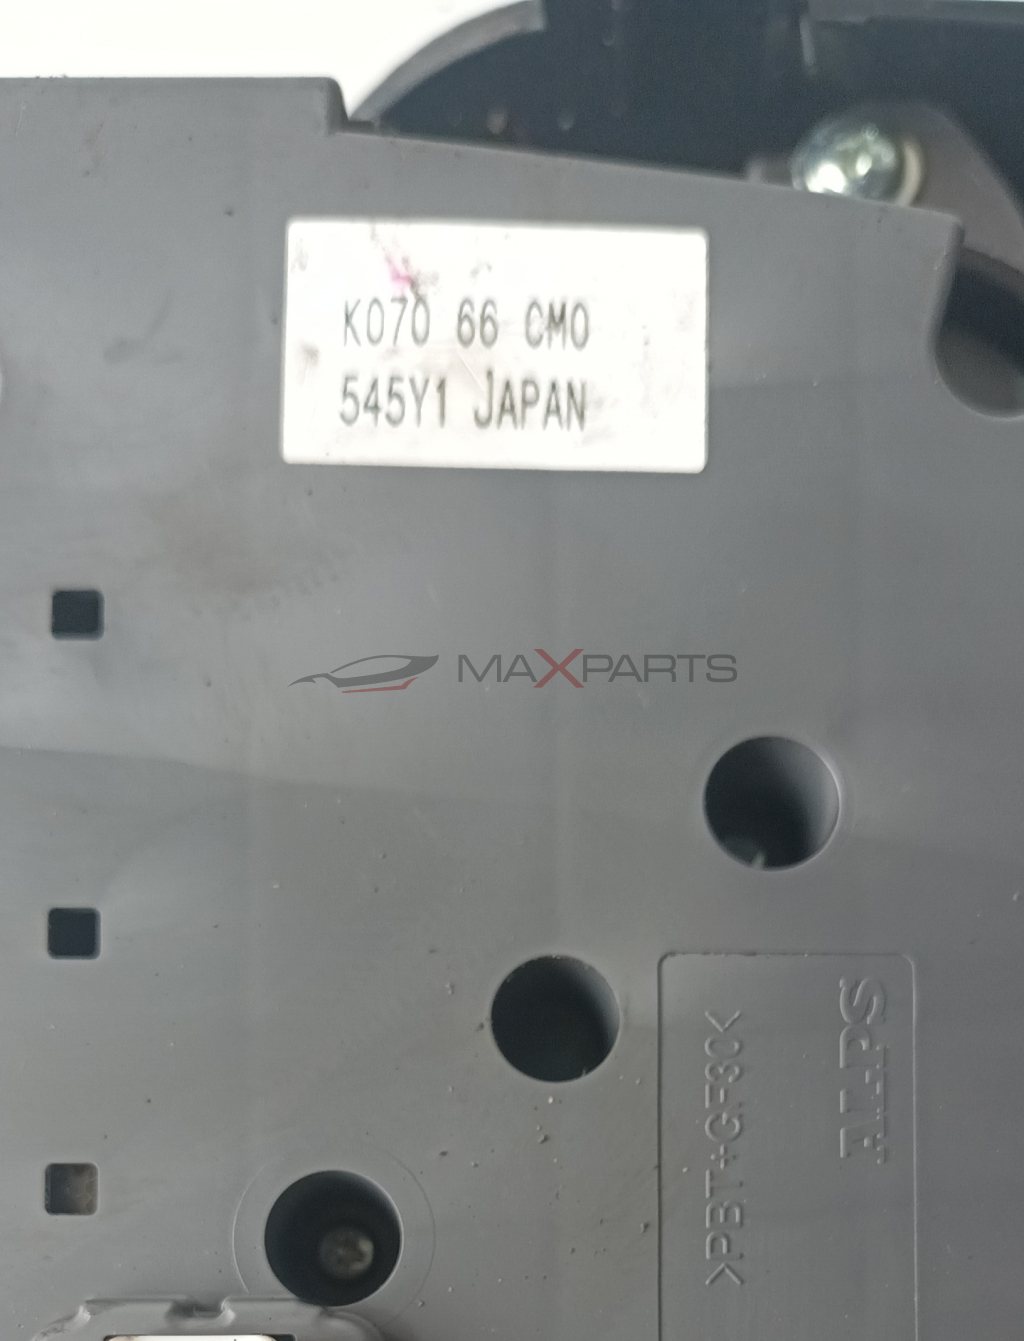 K070 66 CM0
545Y1 JAPAN
MAXPARTS
ALPS
>PBT+GF30<